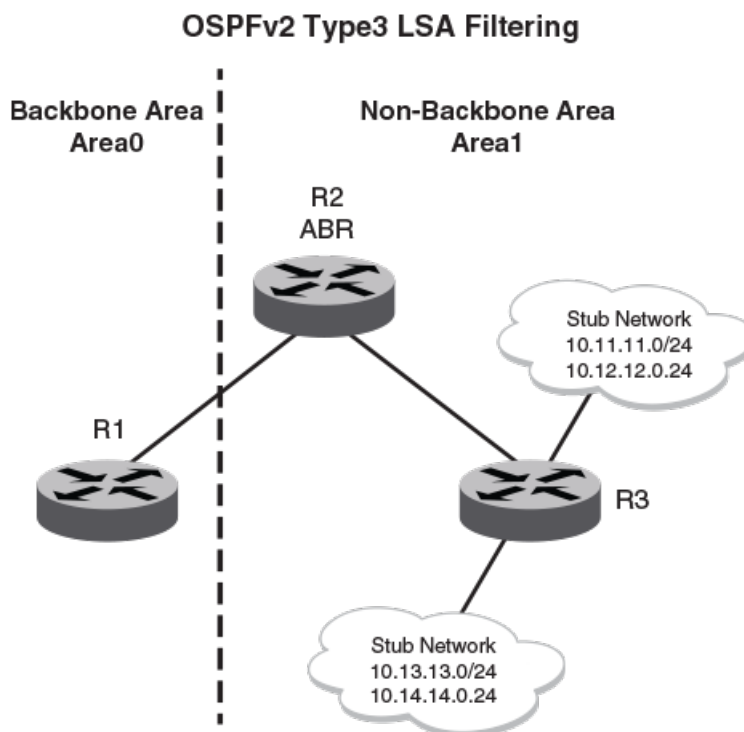 OSPFv2 Type3 LSA Filtering
Backbone Area
Area0
Non-Backbone Area
Area1
R2
ABR
Stub Network
10.11.11.0/24
10.12.12.0.24
R1
R3
Stub Network
10.13.13.0/24
10.14.14.0.24